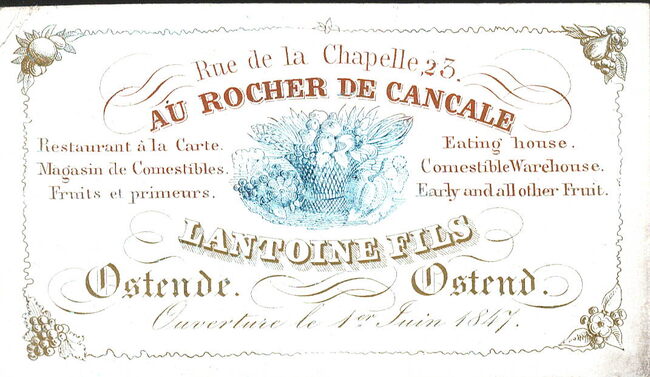 Rue de la Chapelle, 23.
AU ROCHER DE CANCALE
Restaurant à la Carte.
Magasin de Comestibles.
Fruits et primeurs.
Eating house.
Comestible Warehouse.
Early and all other Fruit.
LANTOINE FILS
Ostende.
Ostend.
Ouverture le 1er Juin 1847.